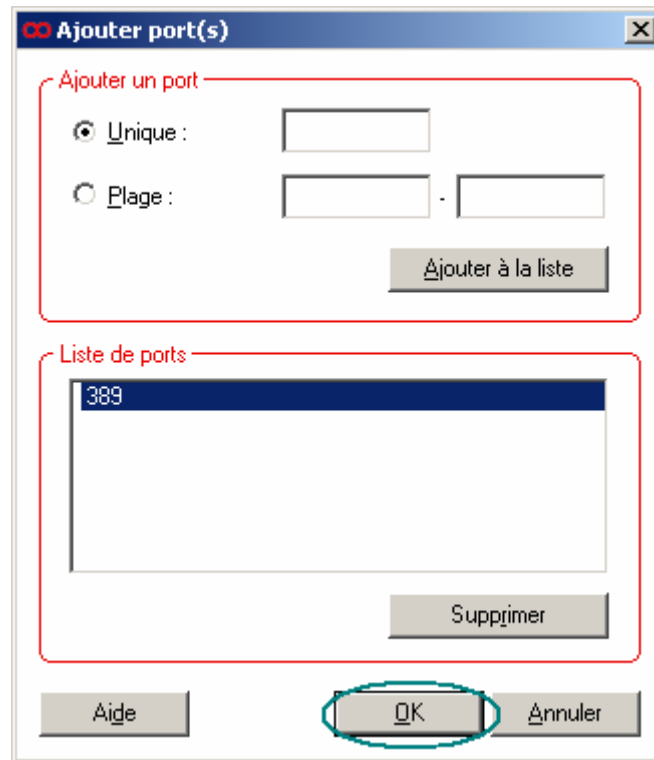 Ajouter port(s)
Ajouter un port
Unique :
Plage :
-
Ajouter à la liste
Liste de ports
389
Supprimer
Aide
OK
Annuler